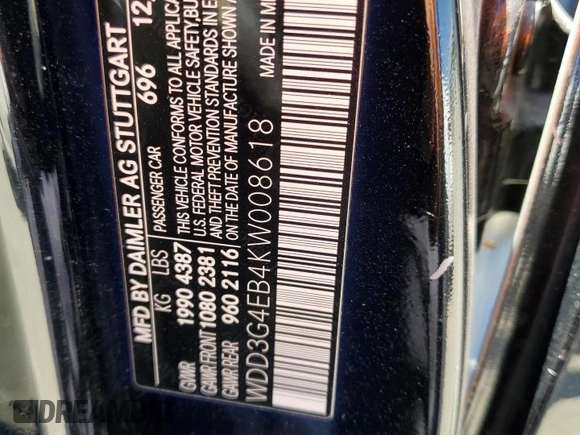 MFD BY DAIMLER AG STUTTGART 12
696
KG LBS PASSENGER CAR
GVWR 1990 4387 THIS VEHICLE CONFORMS TO ALL APPLICA
GAWR FRONT 1080 2381 U.S. FEDERAL MOTOR VEHICLE SAFETY, BU
GAWR REAR 960 2116 AND THEFT PREVENTION STANDARDS IN E
ON THE DATE OF MANUFACTURE SHOWN A
WDD3G4EB4KW008618 MADE IN M
DREAM